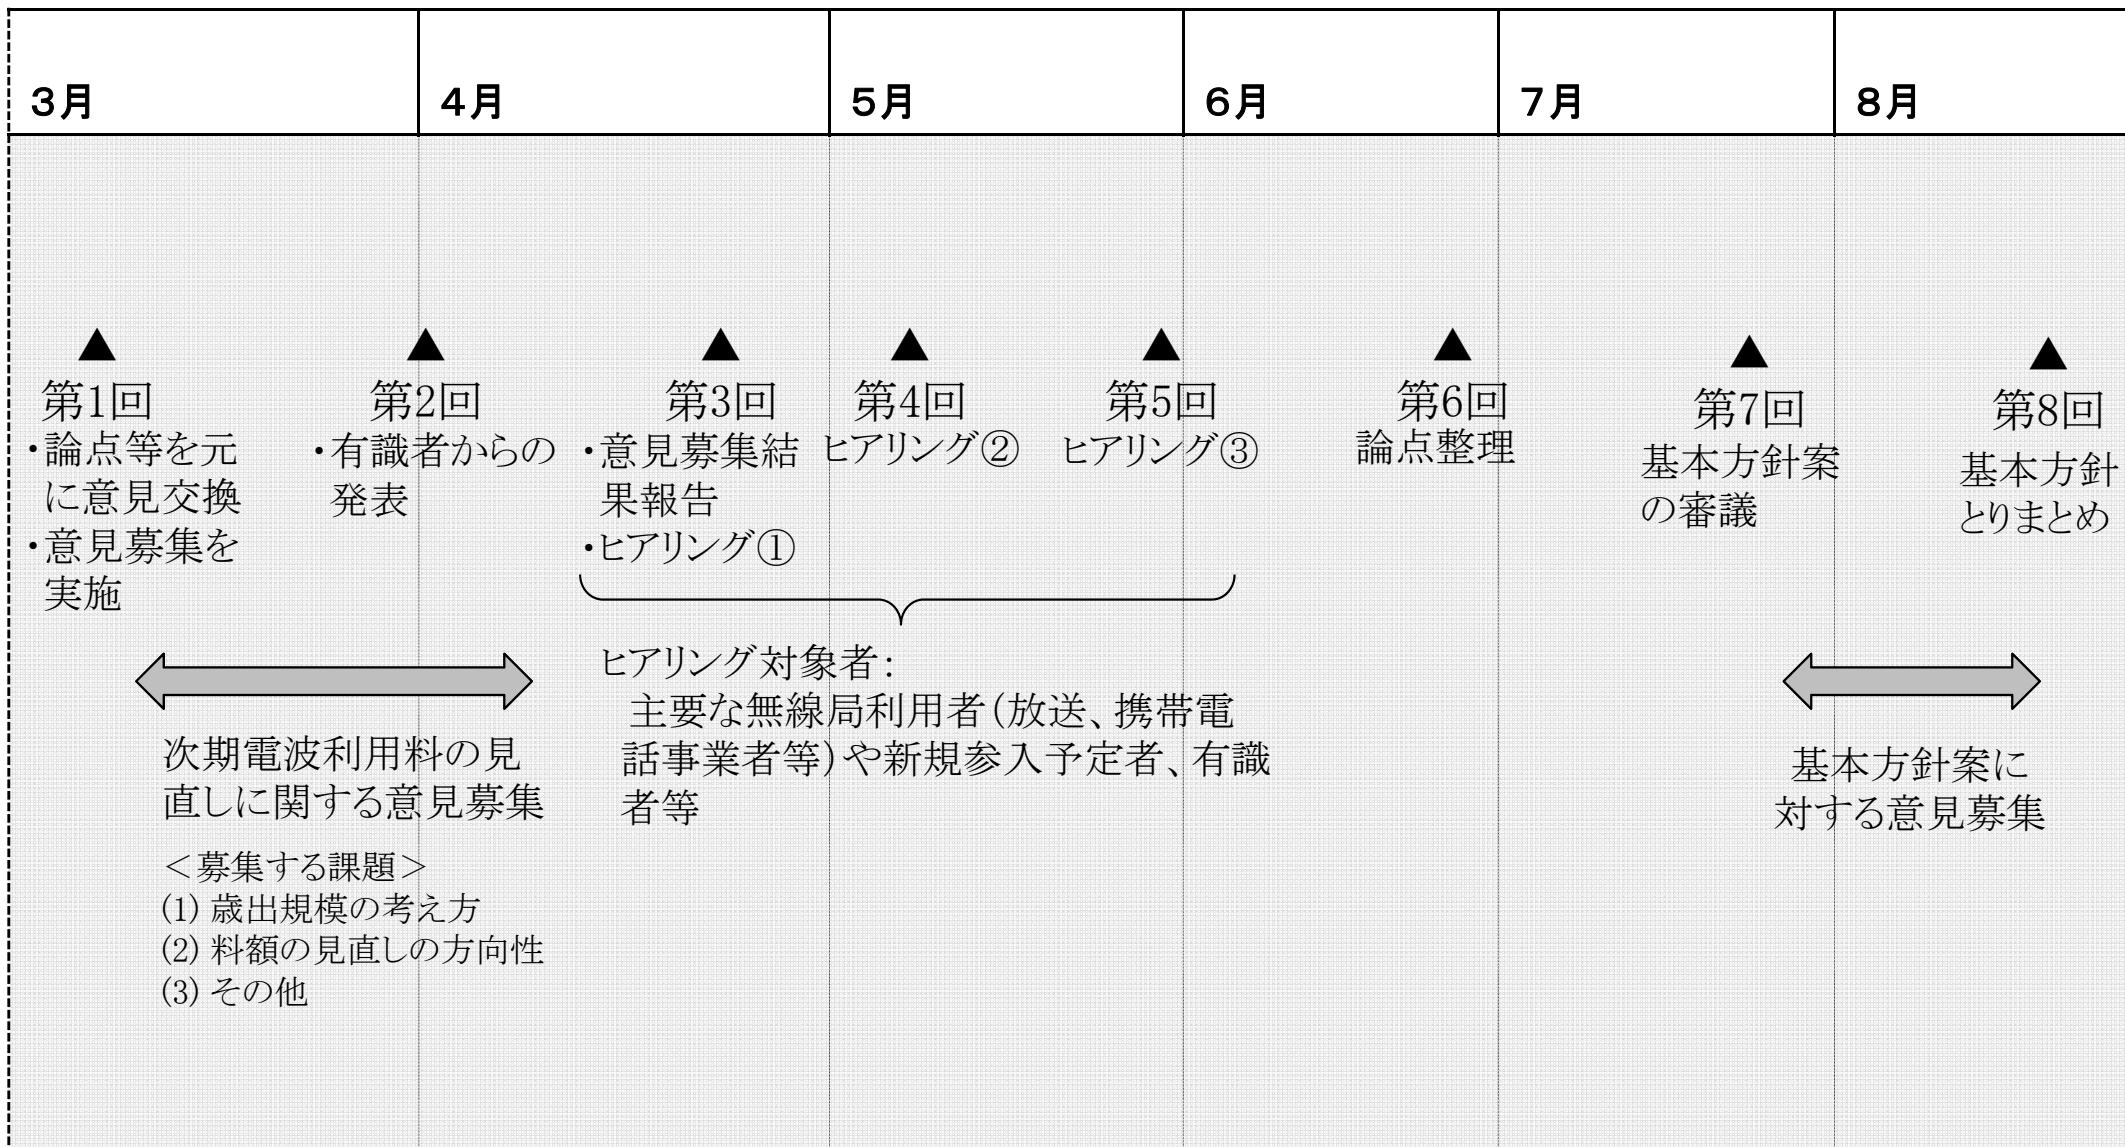 3月
4月
5月
6月
7月
8月
▲
第1回
・論点等を元
に意見交換
・意見募集を
実施
▲
第2回
・有識者からの
発表
▲
第3回
・意見募集結
果報告
・ヒアリング①
▲
第4回
ヒアリング②
▲
第5回
ヒアリング③
▲
第6回
論点整理
▲
第7回
基本方針案
の審議
▲
第8回
基本方針
とりまとめ
次期電波利用料の見
直しに関する意見募集
＜募集する課題＞
(1) 歳出規模の考え方
(2) 料額の見直しの方向性
(3) その他
ヒアリング対象者：
主要な無線局利用者(放送、携帯電
話事業者等)や新規参入予定者、有識
者等
基本方針案に
対する意見募集